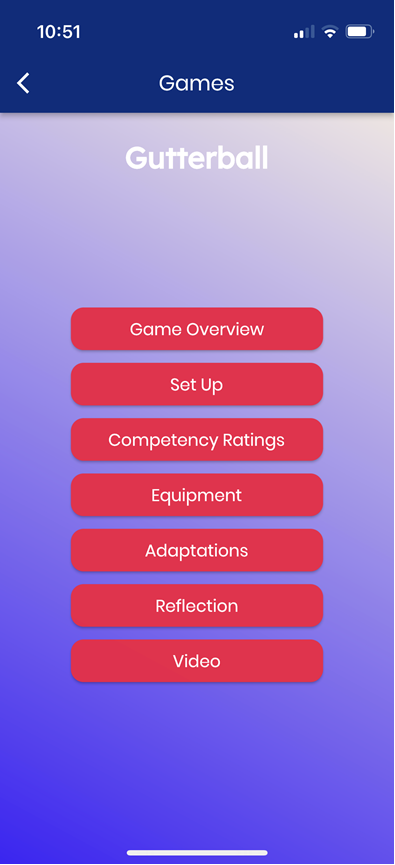 10:51
Games
Gutterball
Game Overview
Set Up
Competency Ratings
Equipment
Adaptations
Reflection
Video